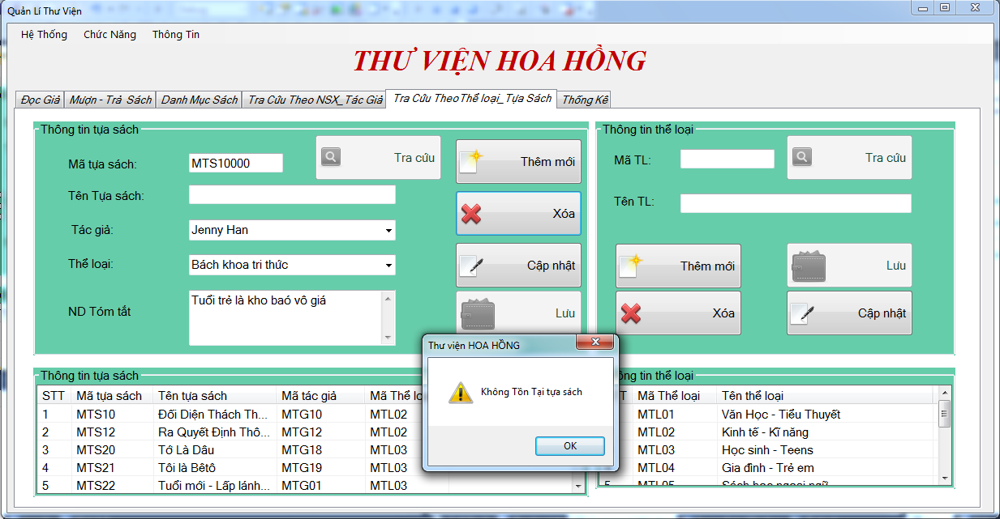 Quản Lí Thư Viện
Hệ Thống Chức Năng Thông Tin
THƯ VIỆN HOA HỒNG
Đọc Giả Mượn - Trả Sách Danh Mục Sách Tra Cứu Theo NSX_Tác Giả Tra Cứu TheoThể loại_Tựa Sách Thống Kê
Thông tin tựa sách
Mã tựa sách: MTS10000 Tra cứu Thêm mới
Tên Tựa sách:
Xóa
Tác giả: Jenny Han
Thể loại: Bách khoa tri thức Cập nhật
ND Tóm tắt Tuổi trẻ là kho baó vô giá Lưu
Thông tin thể loại
Mã TL: Tra cứu
Tên TL:
Thêm mới Lưu
Xóa Cập nhật
Thư viện HOA HỒNG
Không Tồn Tại tựa sách
OK
Thông tin tựa sách
STT Mã tựa sách Tên tựa sách Mã tác giả Mã Thể lo
1 MTS10 Đối Diện Thách Th... MTG10 MTL02
2 MTS12 Ra Quyết Định Thô... MTG12 MTL02
3 MTS20 Tớ Là Dâu MTG18 MTL03
4 MTS21 Tôi là Bêtô MTG19 MTL03
5 MTS22 Tuổi mới - Lấp lánh... MTG01 MTL03
ông tin thể loại
T Mã Thể loại Tên thể loại
MTL01 Văn Học - Tiểu Thuyết
MTL02 Kinh tế - Kĩ năng
MTL03 Học sinh - Teens
MTL04 Gia đình - Trẻ em
5 MTL05 Sách học ngoại ngữ